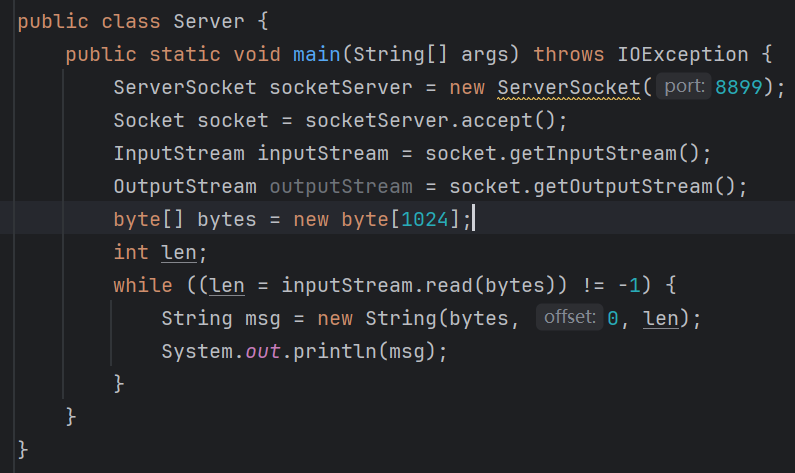 public class Server {
    public static void main(String[] args) throws IOException {
        ServerSocket socketServer = new ServerSocket( port: 8899);
        Socket socket = socketServer.accept();
        InputStream inputStream = socket.getInputStream();
        OutputStream outputStream = socket.getOutputStream();
        byte[] bytes = new byte[1024];
        int len;
        while ((len = inputStream.read(bytes)) != -1) {
            String msg = new String(bytes, offset: 0, len);
            System.out.println(msg);
        }
    }
}